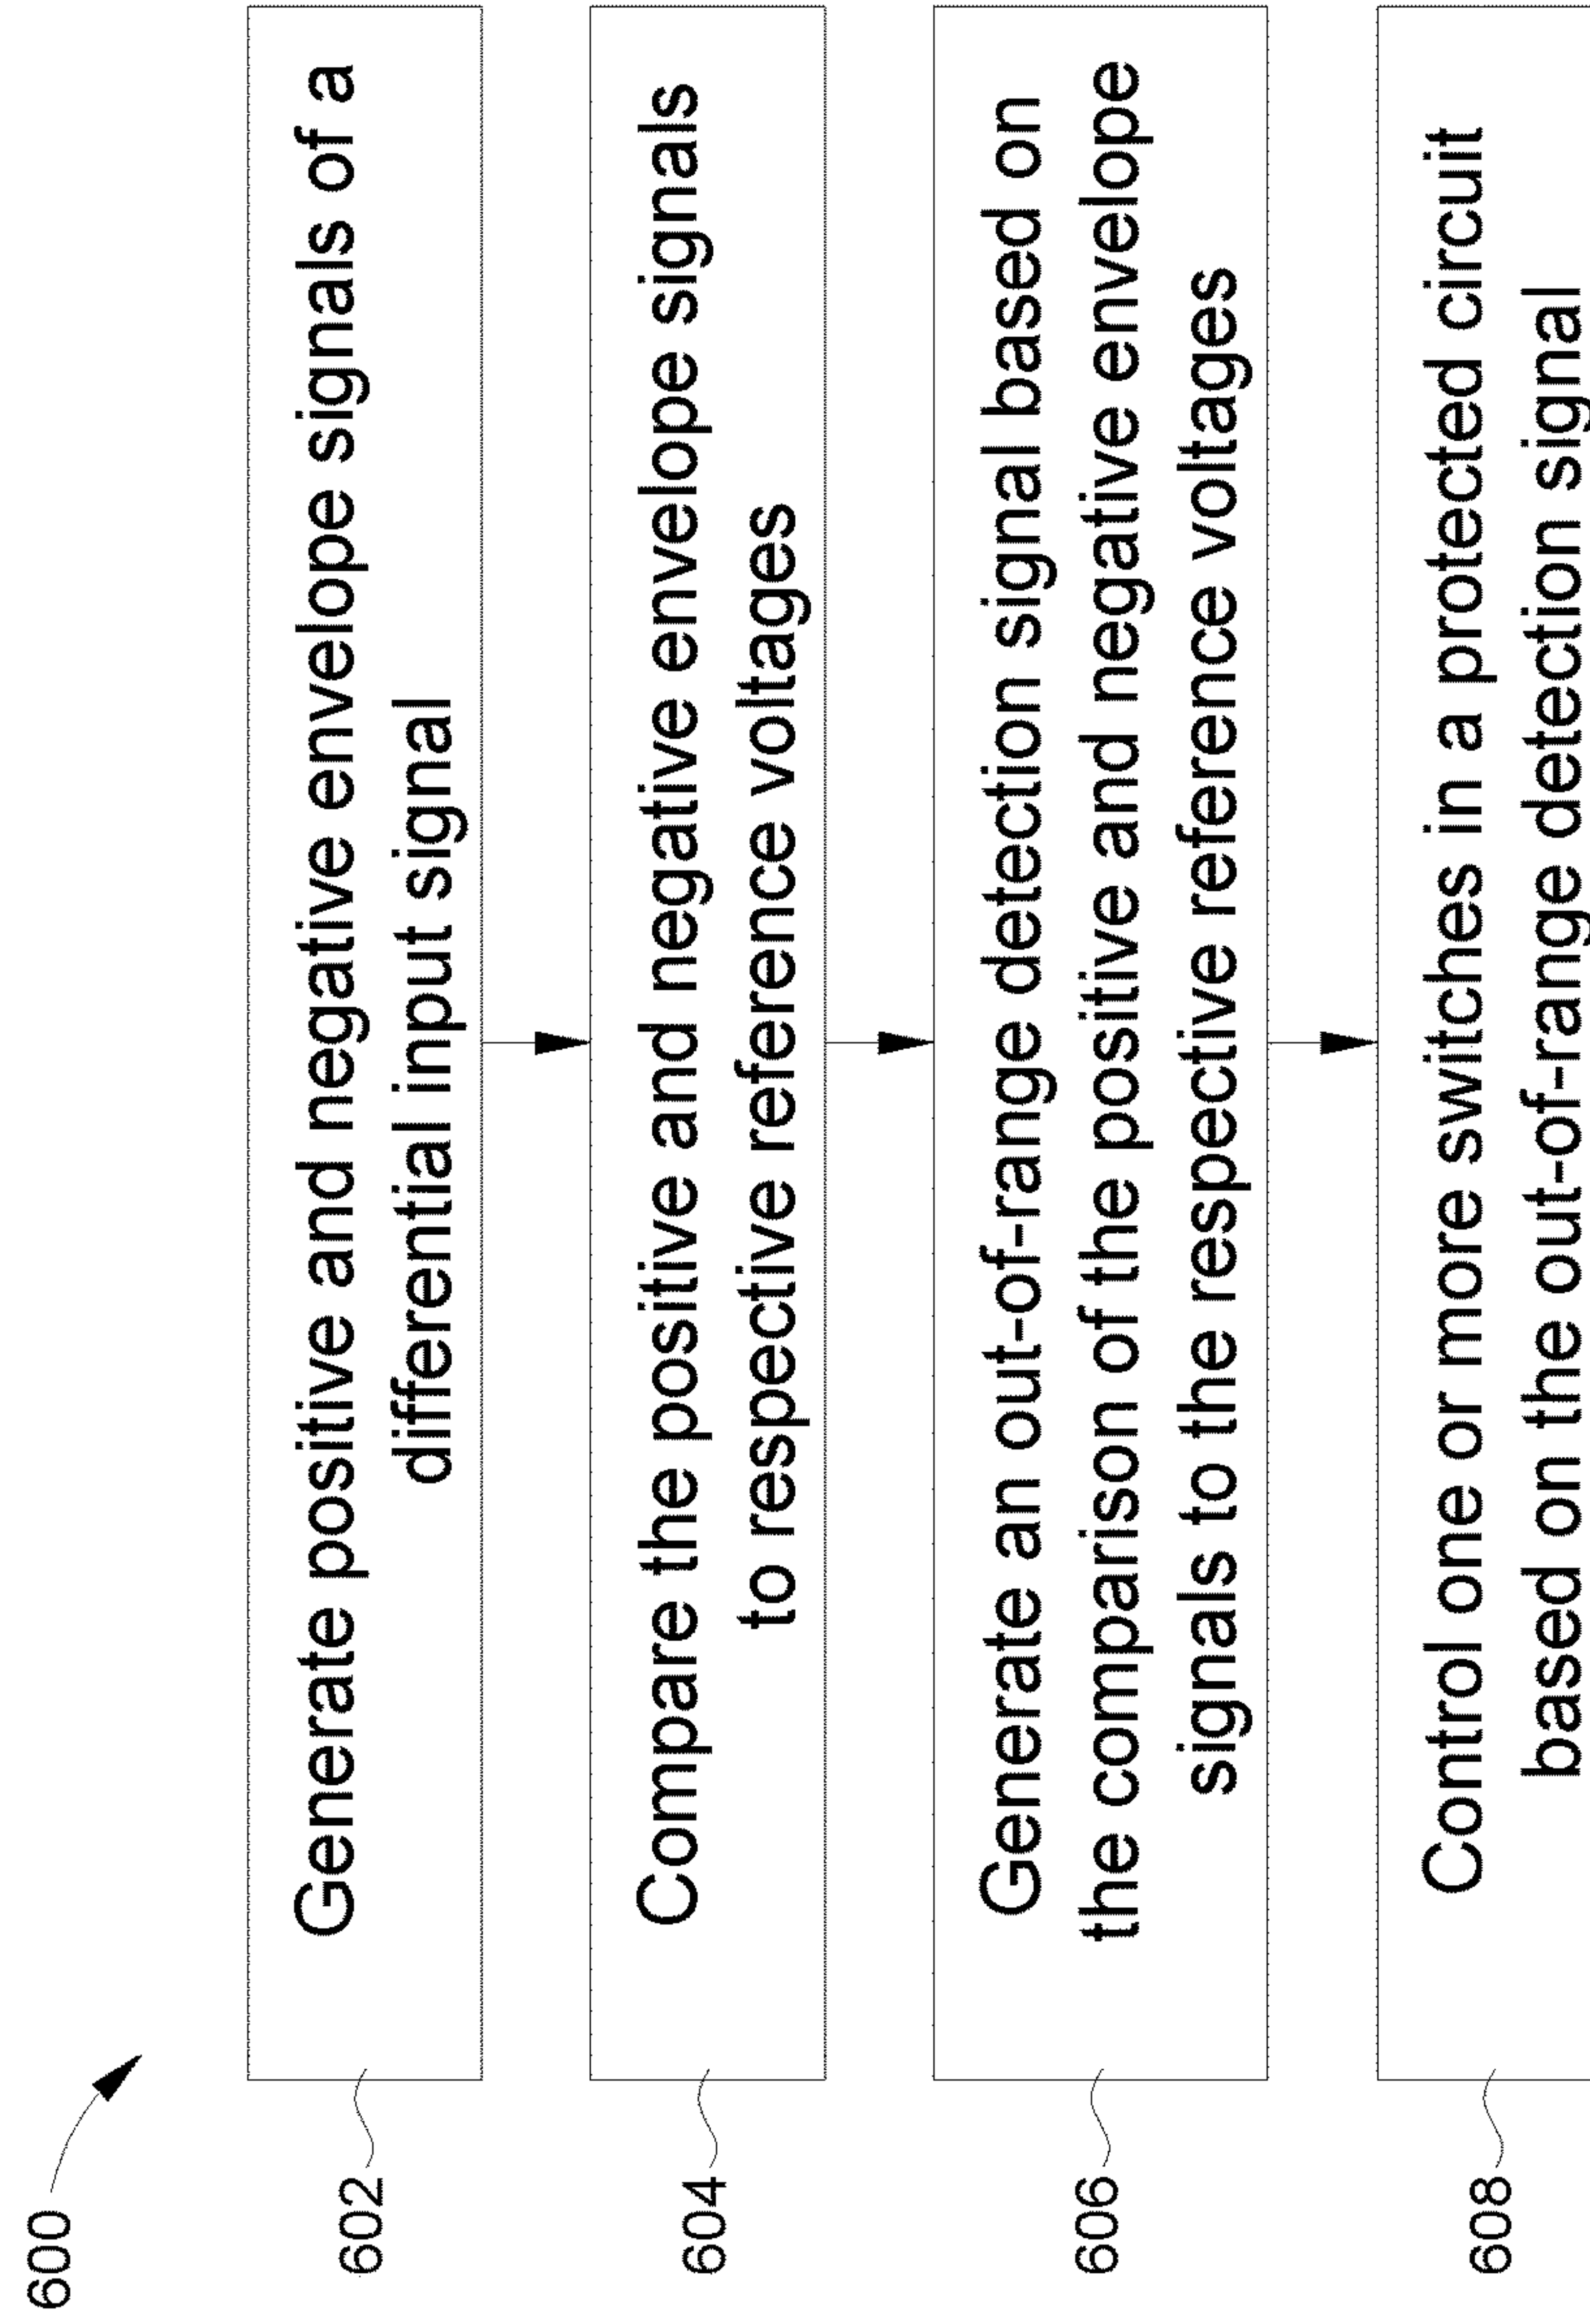 600
602
Generate positive and negative envelope signals of a
differential input signal
604
Compare the positive and negative envelope signals
to respective reference voltages
606
Generate an out-of-range detection signal based on
the comparison of the positive and negative envelope
signals to the respective reference voltages
608
Control one or more switches in a protected circuit
based on the out-of-range detection signal